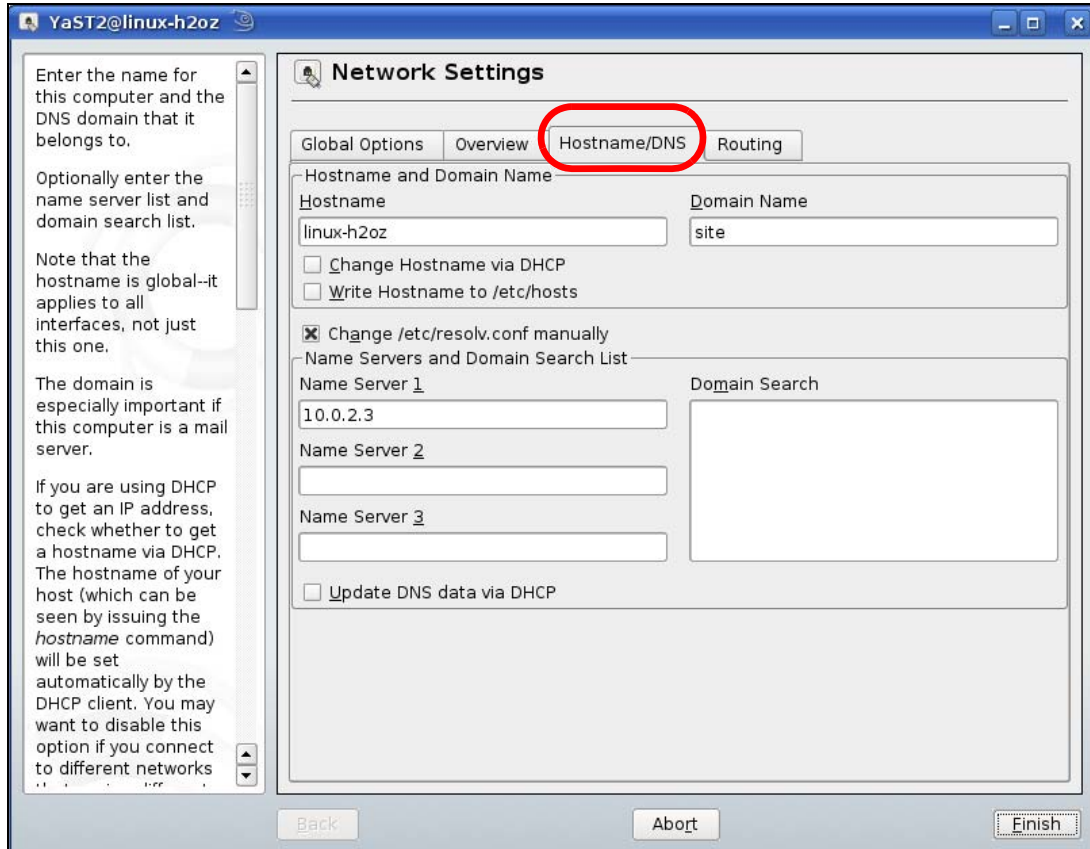 YaST2@linux-h2oz
Enter the name for
this computer and the
DNS domain that it
belongs to.
Optionally enter the
name server list and
domain search list.
Note that the
hostname is global--it
applies to all
interfaces, not just
this one.
The domain is
especially important if
this computer is a mail
server.
If you are using DHCP
to get an IP address,
check whether to get
a hostname via DHCP.
The hostname of your
host (which can be
seen by issuing the
hostname command)
will be set
automatically by the
DHCP client. You may
want to disable this
option if you connect
to different networks
Network Settings
Global Options Overview Hostname/DNS Routing
Hostname and Domain Name
Hostname Domain Name
linux-h2oz site
Change Hostname via DHCP
Write Hostname to /etc/hosts
Change /etc/resolv.conf manually
Name Servers and Domain Search List
Name Server 1 Domain Search
10.0.2.3
Name Server 2
Name Server 3
Update DNS data via DHCP
Back Abort Finish